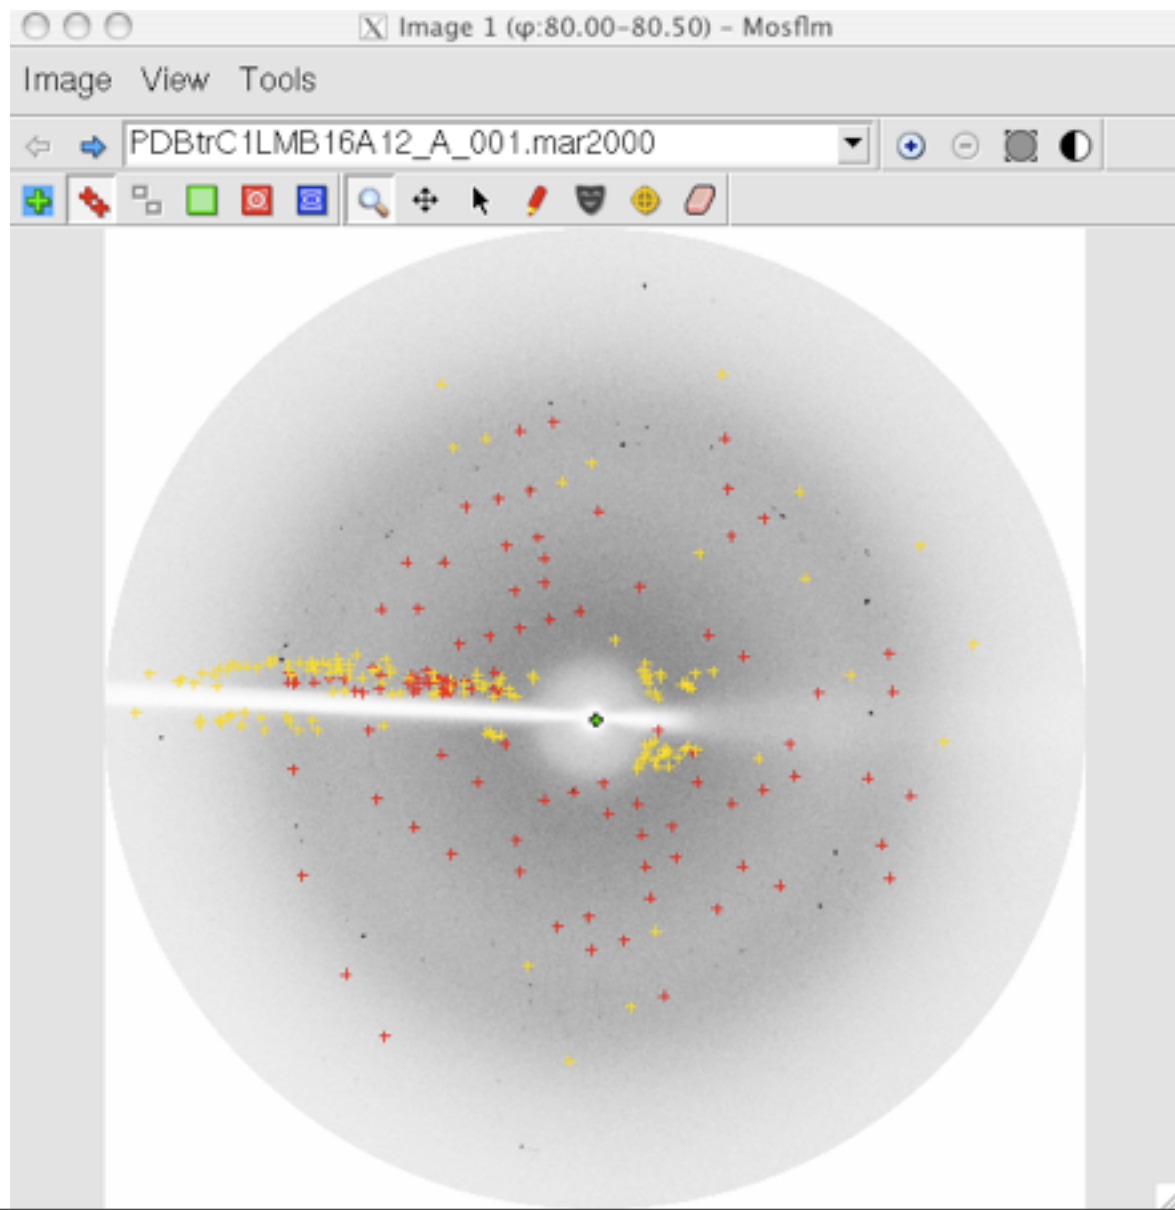 Image 1 (φ:80.00-80.50) - Mosflm
Image View Tools
PDBtrC1LMB16A12_A_001.mar2000